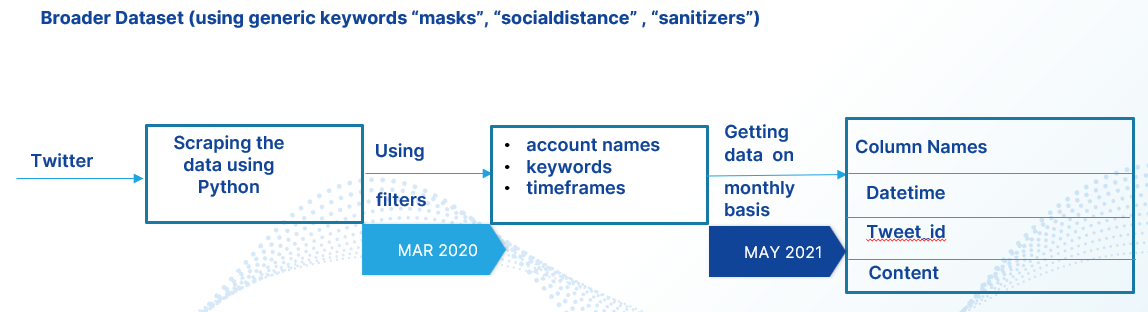 Broader Dataset (using generic keywords “masks”, “socialdistance” , “sanitizers”)
Twitter
Scraping the
data using
Python
Using
filters
MAR 2020
• account names
• keywords
• timeframes
Getting
data on
monthly
basis
MAY 2021
Column Names
Datetime
Tweet_id
Content